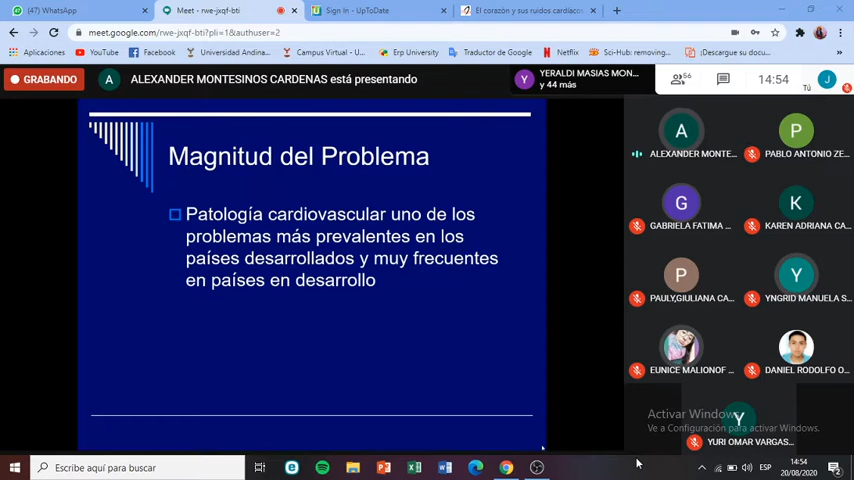 (47) WhatsApp
Meet - rwe-jxqf-bti
Sign In - UpToDate
El corazón y sus ruidos cardíacos
meet.google.com/rwe-jxqf-bti?pli=1&authuser=2
Aplicaciones
YouTube
Facebook
Universidad Andina...
Campus Virtual - U...
Erp University
Traductor de Google
Netflix
Sci-Hub: removing...
¡Descargue su docum...
GRABANDO
A
ALEXANDER MONTESINOS CARDENAS está presentando
Y
YERALDI MASIAS MON...
y 44 más
56
14:54
J
Tú
Magnitud del Problema
Patología cardiovascular uno de los
problemas más prevalentes en los
países desarrollados y muy frecuentes
en países en desarrollo
A
ALEXANDER MONTE...
P
PABLO ANTONIO ZE...
G
GABRIELA FATIMA ...
K
KAREN ADRIANA CA...
P
PAULY,GIULIANA CA...
Y
YNGRID MANUELA S...
EUNICE MALIONOF ...
DANIEL RODOLFO O...
Y
YURI OMAR VARGAS...
Activar Windows
Ve a Configuración para activar Windows.
Escribe aquí para buscar
ESP
14:54
20/08/2020
2